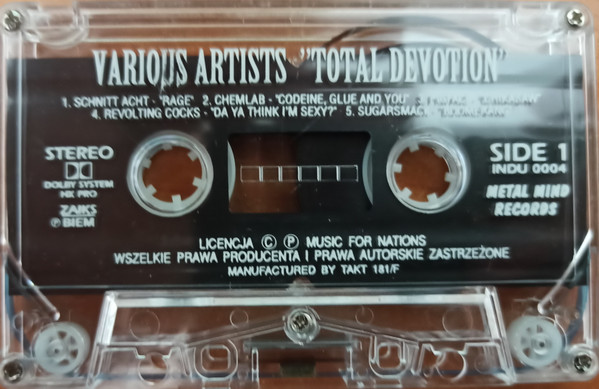 VARIOUS ARTISTS - "TOTAL DEVOTION"
1. SCHNITT ACHT - "RAGE" 2. CHEMLAB - "CODEINE, GLUE AND YOU"
4. REVOLTING COCKS - "DA YA THINK I'M SEXY?" 5. SUGARSMACK -
STEREO
DOLBY SYSTEM
HX PRO
ZAIKS
Ⓟ BIEM
SIDE 1
INDU 0004
METAL MIND
RECORDS
LICENCJA Ⓒ Ⓟ MUSIC FOR NATIONS
WSZELKIE PRAWA PRODUCENTA I PRAWA AUTORSKIE ZASTRZEŻONE
MANUFACTURED BY TAKT 181/F